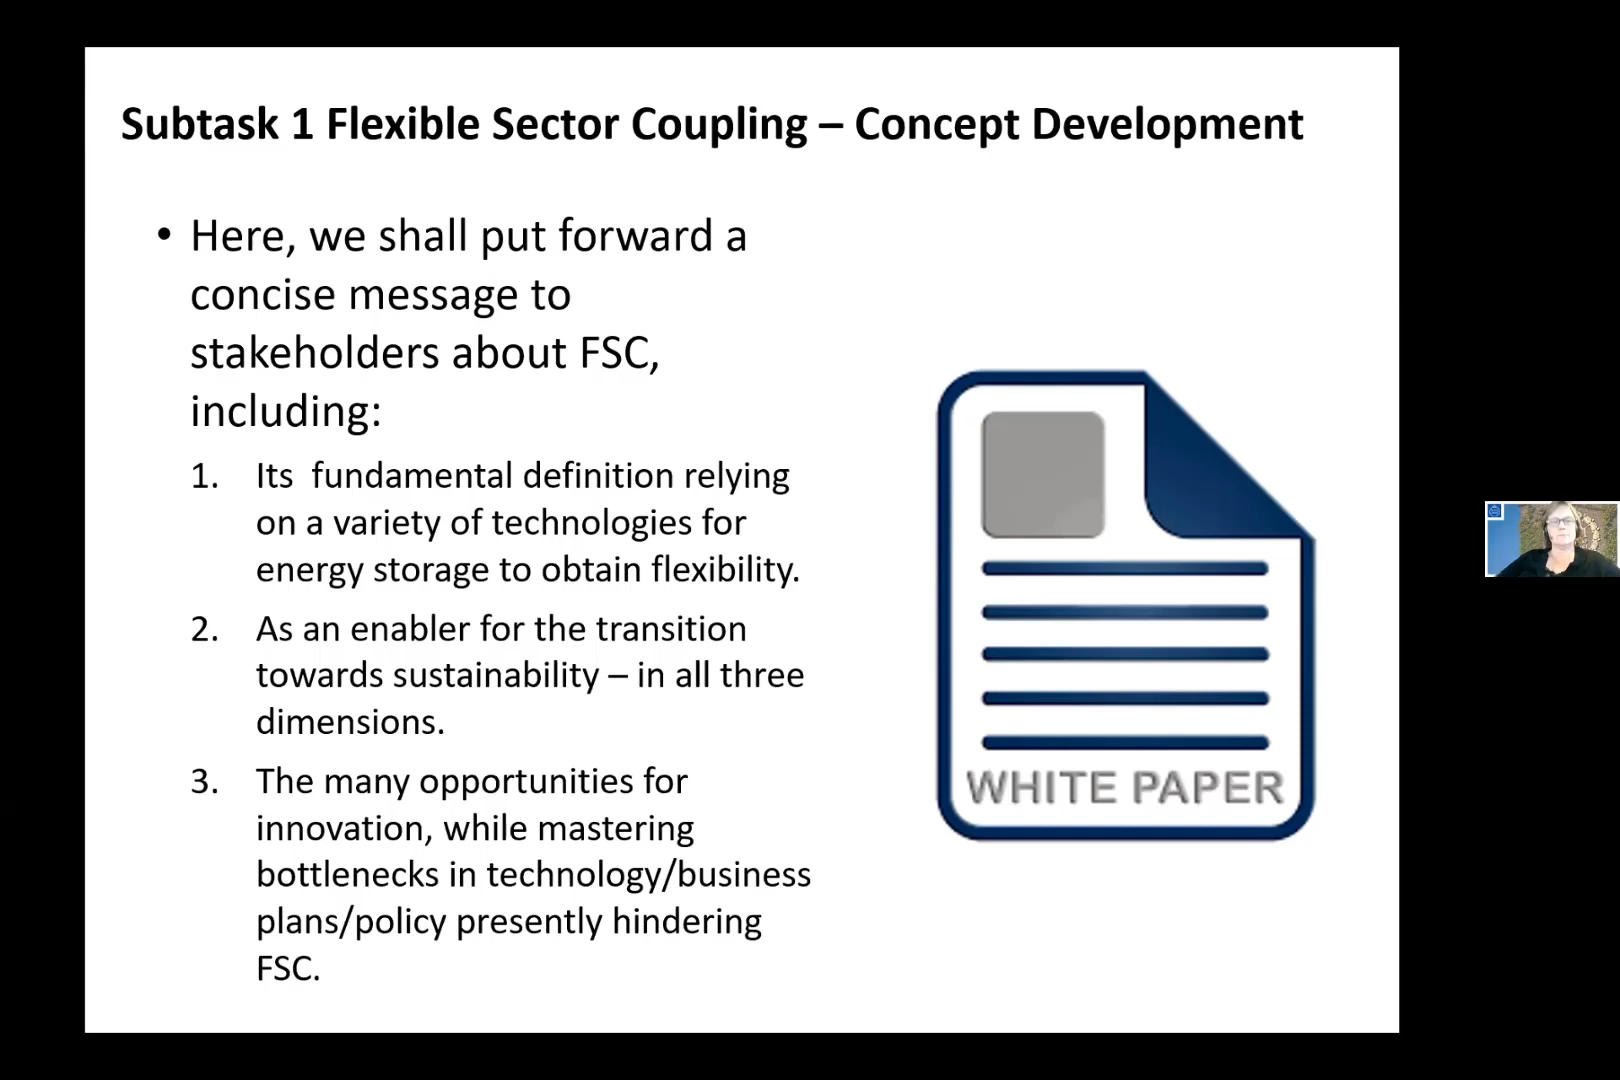 Subtask 1 Flexible Sector Coupling – Concept Development
• Here, we shall put forward a
concise message to
stakeholders about FSC,
including:
1. Its  fundamental definition relying
on a variety of technologies for
energy storage to obtain flexibility.
2. As an enabler for the transition
towards sustainability – in all three
dimensions.
3. The many opportunities for
innovation, while mastering
bottlenecks in technology/business
plans/policy presently hindering
FSC.
WHITE PAPER